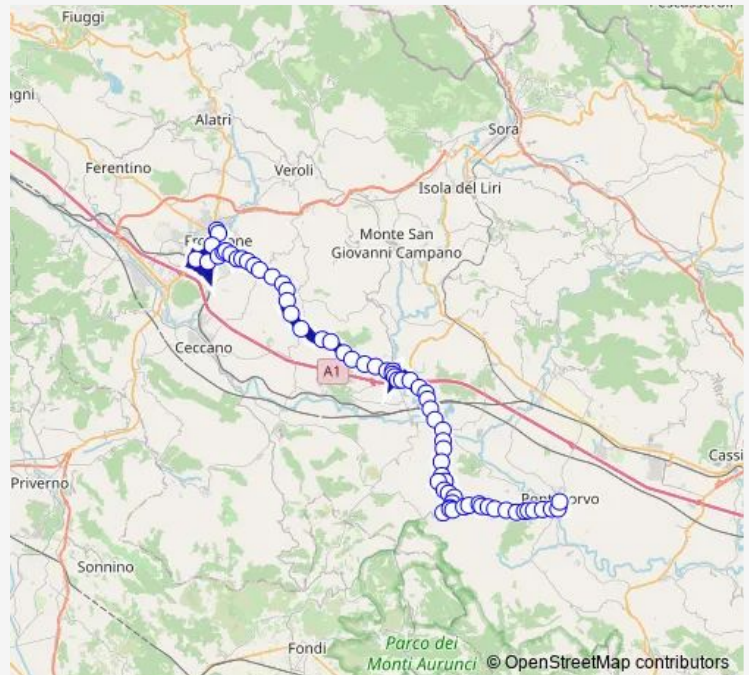 Fiuggi
Alatri
Sora
Ferentino
Veroli
Isola del Liri
Monte San
Giovanni Campano
Ceccano
A1
Cassi
Priverno
Sonnino
Fondi
Parco dei
Monti Aurunci
© OpenStreetMap contributors